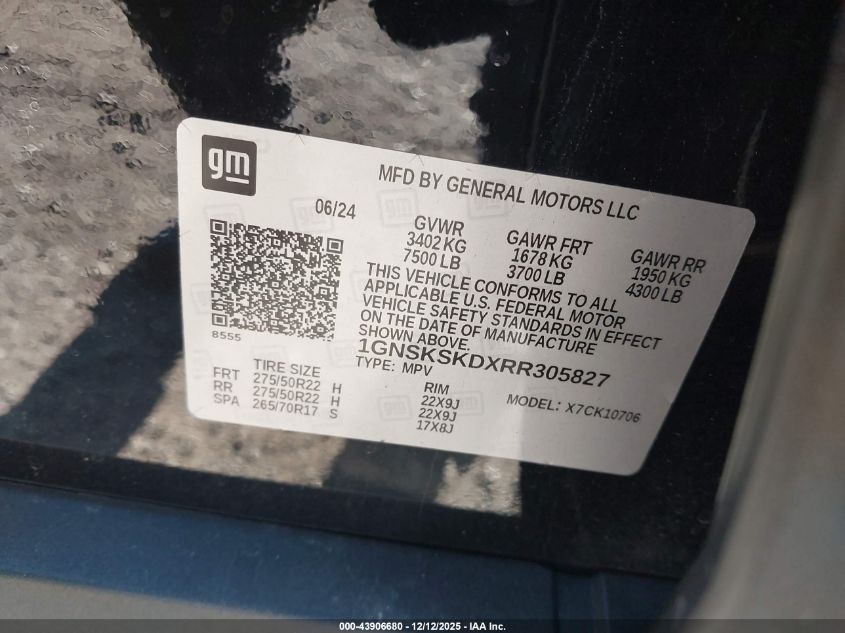 gm
MFD BY GENERAL MOTORS LLC
06/24
GVWR
3402 KG
7500 LB
GAWR FRT
1678 KG
3700 LB
GAWR RR
1950 KG
4300 LB
THIS VEHICLE CONFORMS TO ALL
APPLICABLE U.S. FEDERAL MOTOR
VEHICLE SAFETY STANDARDS IN EFFECT
ON THE DATE OF MANUFACTURE
SHOWN ABOVE.
8555
1GNSKSKDXRR305827
TYPE: MPV
MODEL: X7CK10706
TIRE SIZE RIM
FRT 275/50R22 H 22X9J
RR 275/50R22 H 22X9J
SPA 265/70R17 S 17X8J
000-43906680 - 12/12/2025 - IAA Inc.